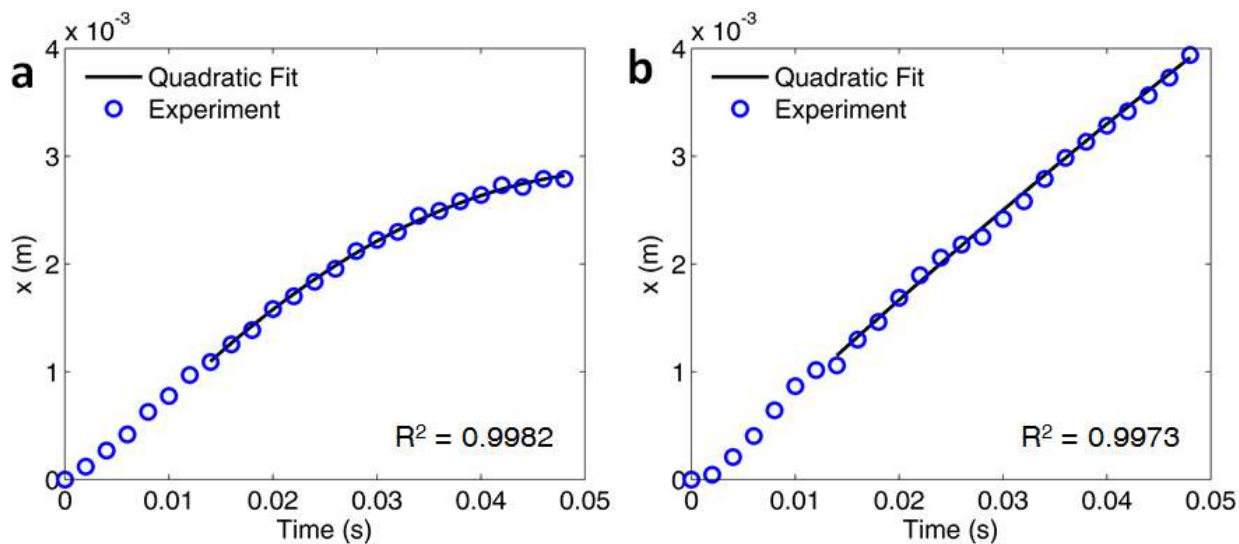 a
x 10⁻³
4
3
2
1
0
x (m)
Quadratic Fit
Experiment
R² = 0.9982
0 0.01 0.02 0.03 0.04 0.05
Time (s)
b
x 10⁻³
4
3
2
1
0
x (m)
Quadratic Fit
Experiment
R² = 0.9973
0 0.01 0.02 0.03 0.04 0.05
Time (s)